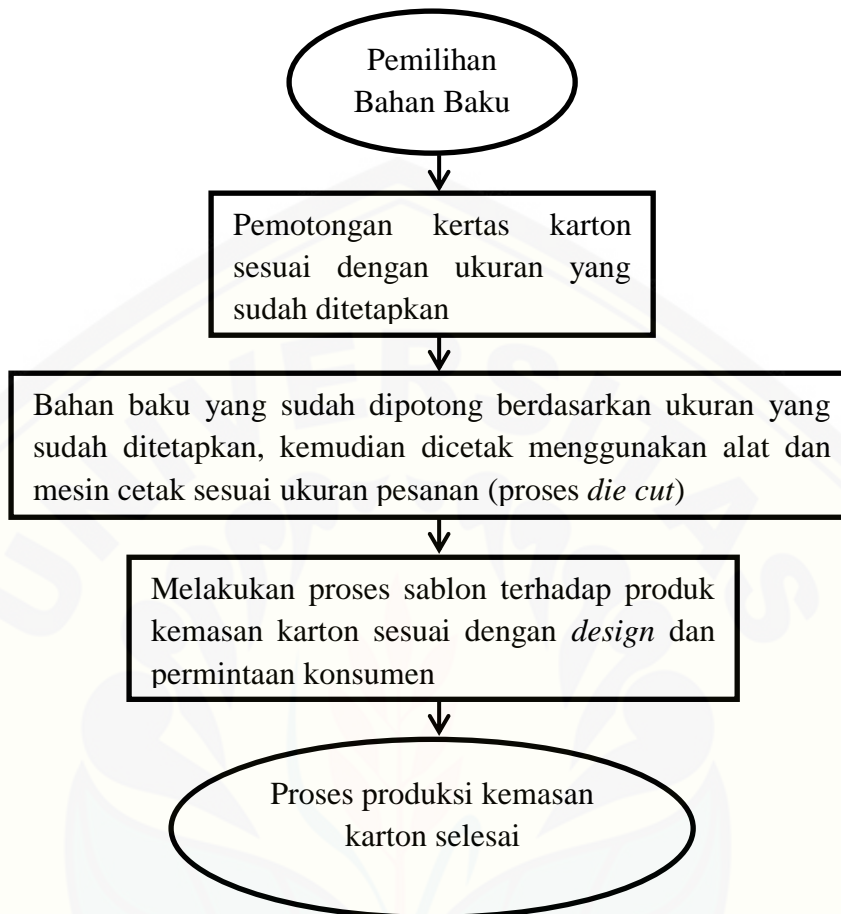 Pemilihan
Bahan Baku
Pemotongan kertas karton
sesuai dengan ukuran yang
sudah ditetapkan
Bahan baku yang sudah dipotong berdasarkan ukuran yang
sudah ditetapkan, kemudian dicetak menggunakan alat dan
mesin cetak sesuai ukuran pesanan (proses die cut)
Melakukan proses sablon terhadap produk
kemasan karton sesuai dengan design dan
permintaan konsumen
Proses produksi kemasan
karton selesai
UNIVERSITAS